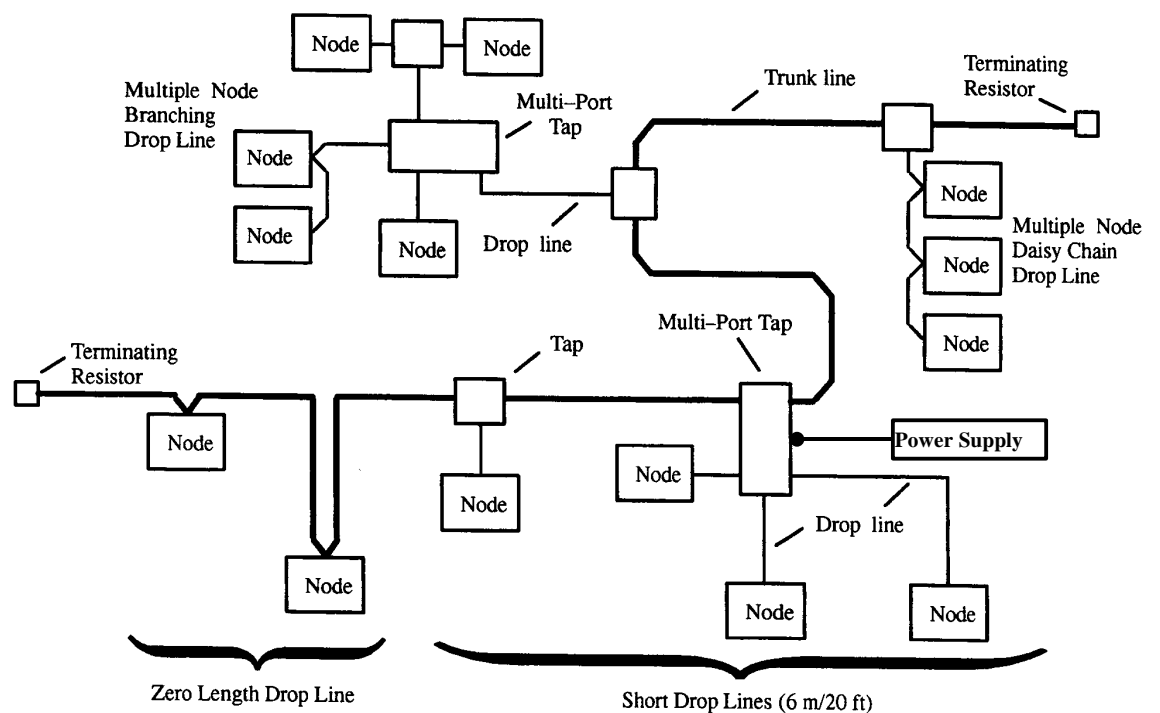 Node
Node
Multiple Node
Branching
Drop Line
Multi–Port
Tap
Trunk line
Terminating
Resistor
Node
Node
Node
Drop line
Node
Multiple Node
Daisy Chain
Drop Line
Node
Node
Terminating
Resistor
Tap
Multi–Port Tap
Node
Power Supply
Node
Node
Drop line
Node
Node
Node
Zero Length Drop Line
Short Drop Lines (6 m/20 ft)